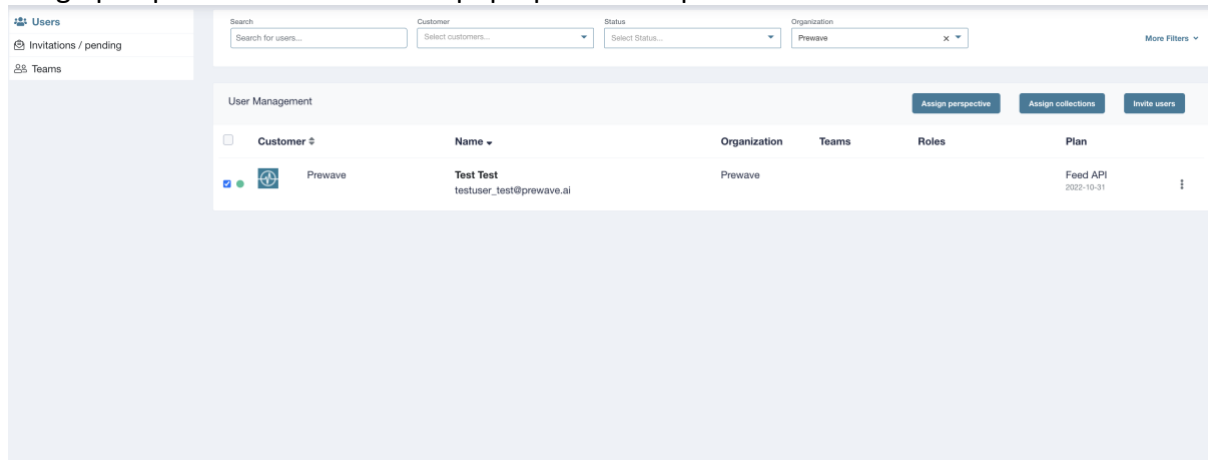 Users
Invitations / pending
Teams
Search
Customer
Status
Organization
Search for users...
Select customers...
Select Status...
Prewave
More Filters
User Management
Assign perspective
Assign collections
Invite users
Customer
Name
Organization
Teams
Roles
Plan
Prewave
Test Test
testuser_test@prewave.ai
Prewave
Feed API
2022-10-31